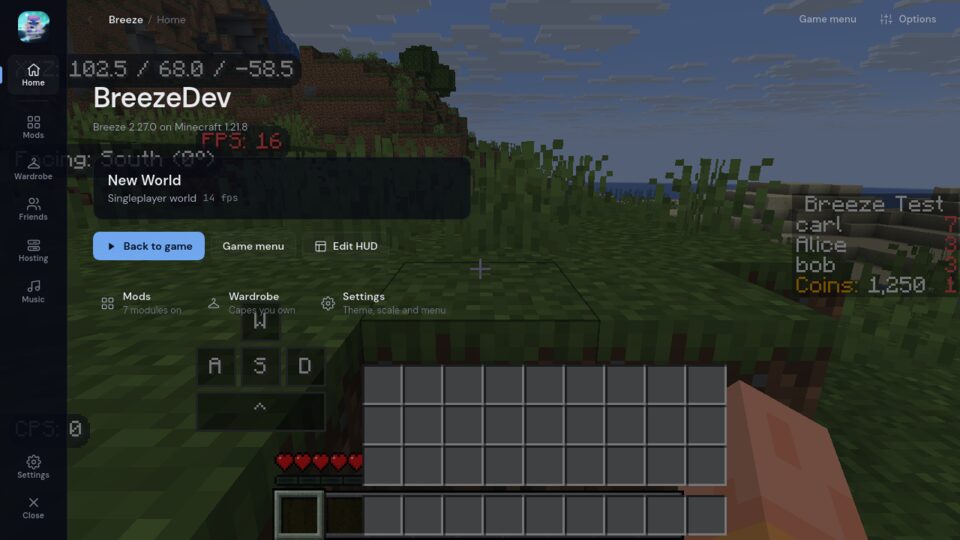 Breeze / Home
Game menu
Options
Home
Mods
Wardrobe
Friends
Hosting
Music
Settings
Close
XYZ: 102.5 / 68.0 / -58.5
BreezeDev
Breeze 2.27.0 on Minecraft 1.21.8
FPS: 16
Facing: South (0°)
New World
Singleplayer world 14 fps
Back to game
Game menu
Edit HUD
Mods
7 modules on
Wardrobe
Capes you own
Settings
Theme, scale and menu
W
A S D
^
CPS: 0
Breeze Test
carl 7
Alice 3
bob 3
Coins: 1,250 1